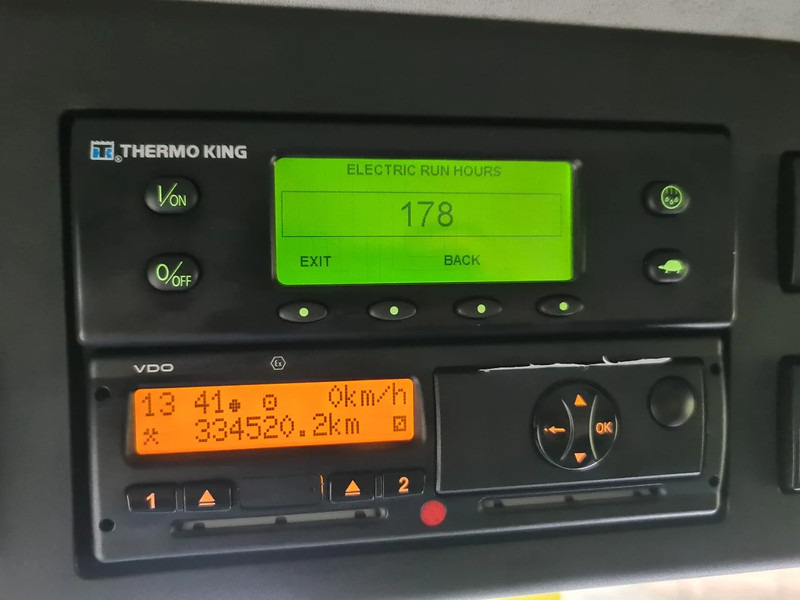 THERMO KING
ELECTRIC RUN HOURS
178
EXIT BACK
I/ON
O/OFF
VDO
Ex
13 41 0km/h
334520.2km
1
2
OK